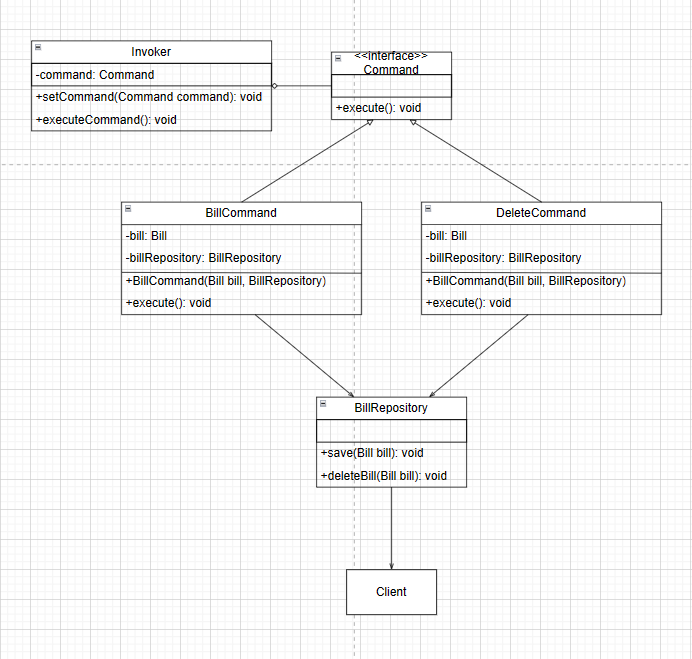 Invoker
-command: Command
+setCommand(Command command): void
+executeCommand(): void
<<interface>>
Command
+execute(): void
BillCommand
-bill: Bill
-billRepository: BillRepository
+BillCommand(Bill bill, BillRepository)
+execute(): void
DeleteCommand
-bill: Bill
-billRepository: BillRepository
+BillCommand(Bill bill, BillRepository)
+execute(): void
BillRepository
+save(Bill bill): void
+deleteBill(Bill bill): void
Client